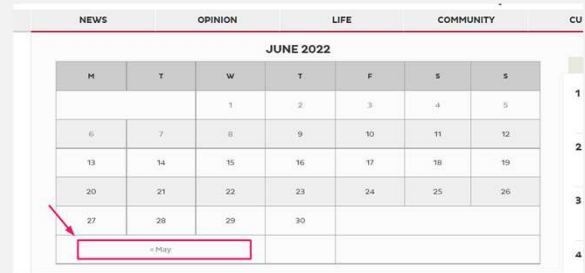 NEWS OPINION LIFE COMMUNITY CU
JUNE 2022
M T W T F S S
1 2 3 4 5
6 7 8 9 10 11 12
13 14 15 16 17 18 19
20 21 22 23 24 25 26
27 28 29 30
« May
1
2
3
4